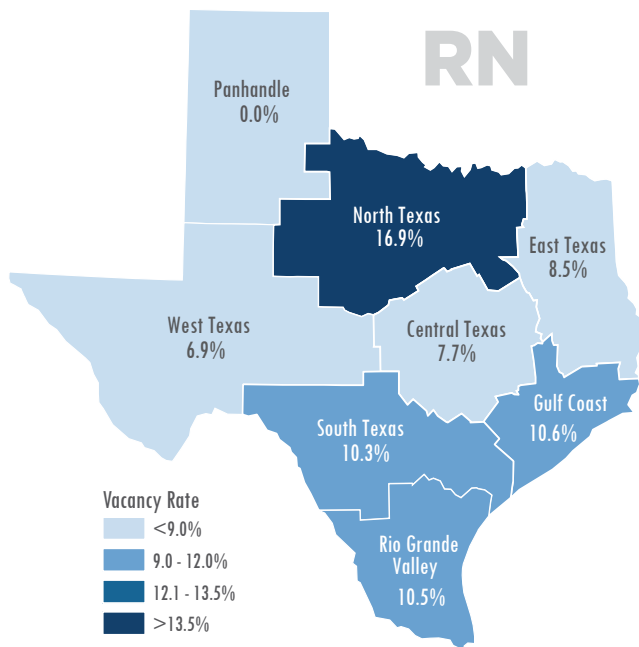 RN
Panhandle
0.0%
North Texas
16.9%
East Texas
8.5%
West Texas
6.9%
Central Texas
7.7%
Gulf Coast
10.6%
South Texas
10.3%
Rio Grande
Valley
10.5%
Vacancy Rate
<9.0%
9.0 - 12.0%
12.1 - 13.5%
>13.5%